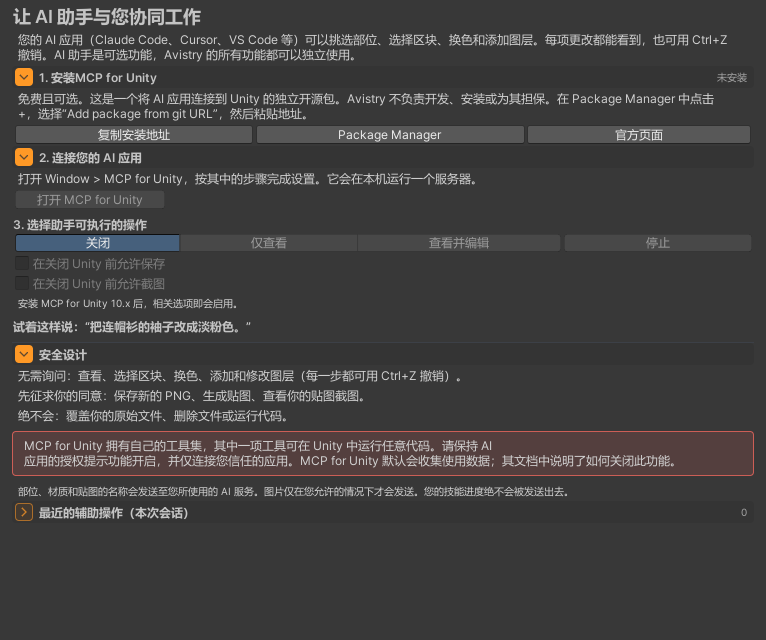 让 AI 助手与您协同工作
您的 AI 应用（Claude Code、Cursor、VS Code 等）可以挑选部位、选择区块、换色和添加图层。每项更改都能看到，也可用 Ctrl+Z
撤销。AI 助手是可选功能，Avistry 的所有功能都可以独立使用。
1. 安装MCP for Unity
未安装
免费且可选。这是一个将 AI 应用连接到 Unity 的独立开源包。Avistry 不负责开发、安装或为其担保。在 Package Manager 中点击
+，选择“Add package from git URL”，然后粘贴地址。
复制安装地址
Package Manager
官方页面
2. 连接您的 AI 应用
打开 Window > MCP for Unity，按其中的步骤完成设置。它会在本机运行一个服务器。
打开 MCP for Unity
3. 选择助手可执行的操作
关闭
仅查看
查看并编辑
停止
在关闭 Unity 前允许保存
在关闭 Unity 前允许截图
安装 MCP for Unity 10.x 后，相关选项即会启用。
试着这样说：“把连帽衫的袖子改成淡粉色。”
安全设计
无需询问：查看、选择区块、换色、添加和修改图层（每一步都可用 Ctrl+Z 撤销）。
先征求你的同意：保存新的 PNG、生成贴图、查看你的贴图截图。
绝不会：覆盖你的原始文件、删除文件或运行代码。
MCP for Unity 拥有自己的工具集，其中一项工具可在 Unity 中运行任意代码。请保持 AI
应用的授权提示功能开启，并仅连接您信任的应用。MCP for Unity 默认会收集使用数据；其文档中说明了如何关闭此功能。
部位、材质和贴图的名称会发送至您所使用的 AI 服务。图片仅在您允许的情况下才会发送。您的技能进度绝不会被发送出去。
最近的辅助操作（本次会话）
0